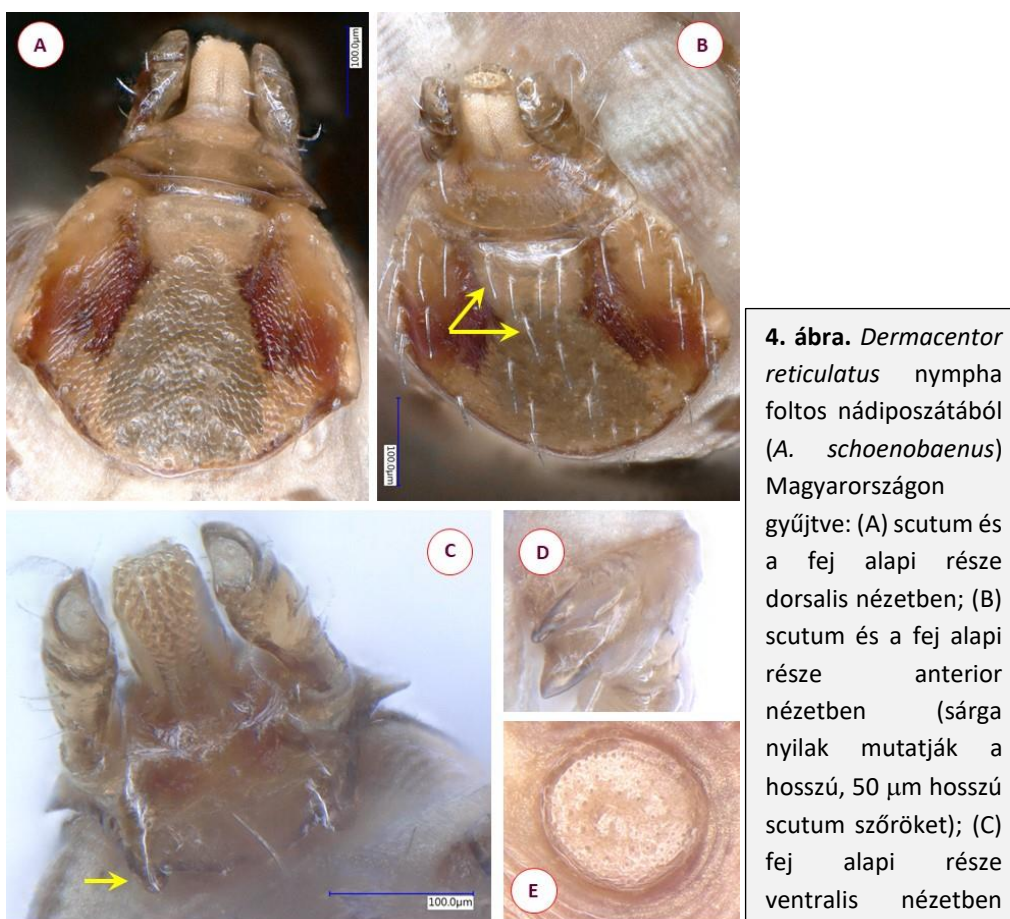 A
100.0µm
B
100.0µm
C
100.0µm
D
E
4. ábra. Dermacentor
reticulatus nympha
foltos nádiposzátából
(A. schoenobaenus)
Magyarországon
gyűjtve: (A) scutum és
a fej alapi része
dorsalis nézetben; (B)
scutum és a fej alapi
része anterior
nézetben (sárga
nyilak mutatják a
hosszú, 50 µm hosszú
scutum szőröket); (C)
fej alapi része
ventralis nézetben